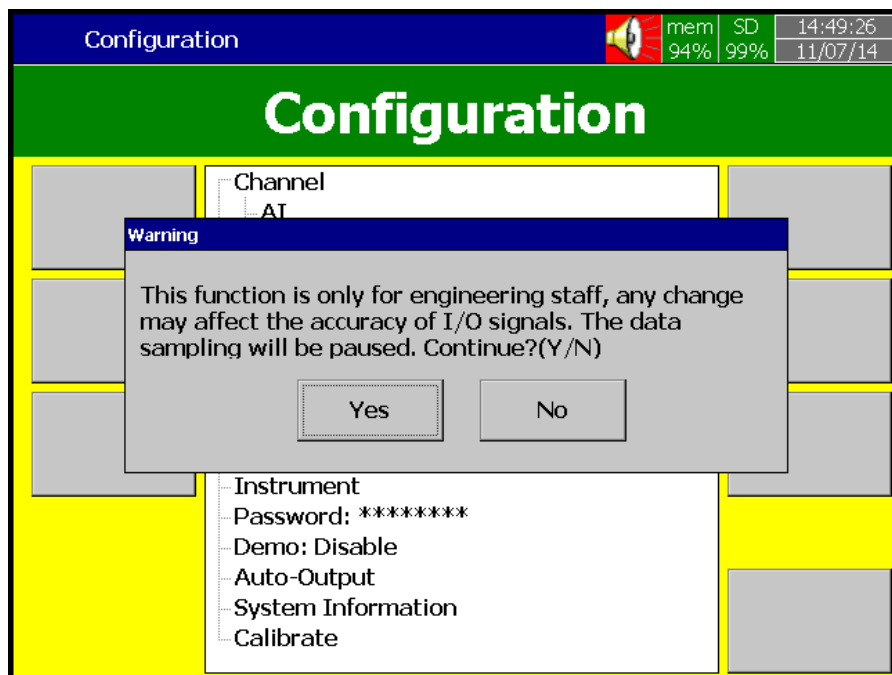 Configuration
mem SD 14:49:26
94% 99% 11/07/14
Configuration
Channel
AI
Warning
This function is only for engineering staff, any change
may affect the accuracy of I/O signals. The data
sampling will be paused. Continue?(Y/N)
Yes No
Instrument
Password: ********
Demo: Disable
Auto-Output
System Information
Calibrate